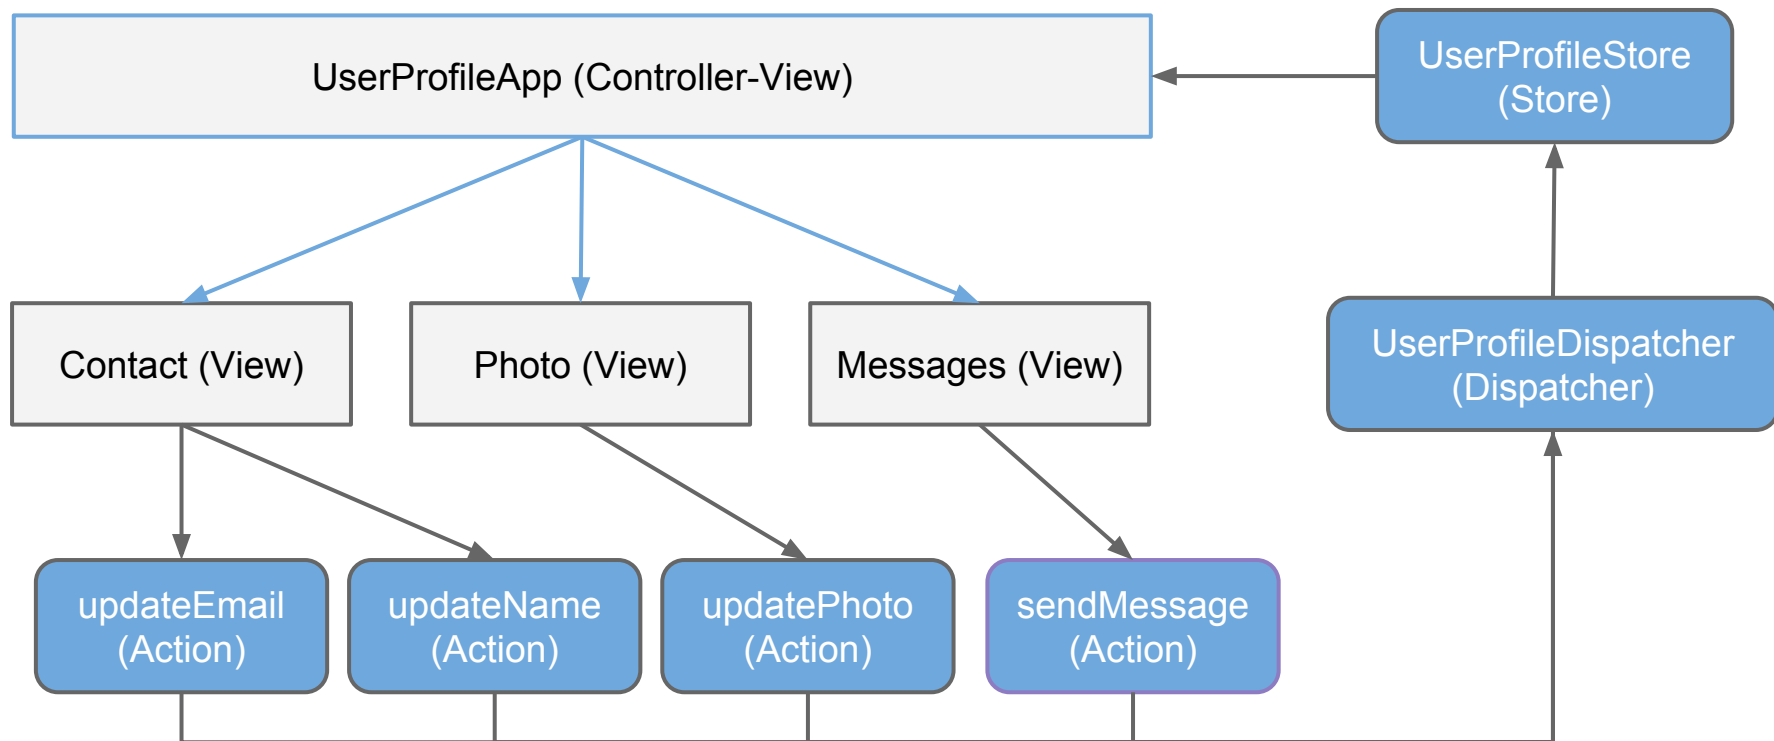 UserProfileApp (Controller-View)
UserProfileStore
(Store)
Contact (View)
Photo (View)
Messages (View)
UserProfileDispatcher
(Dispatcher)
updateEmail
(Action)
updateName
(Action)
updatePhoto
(Action)
sendMessage
(Action)